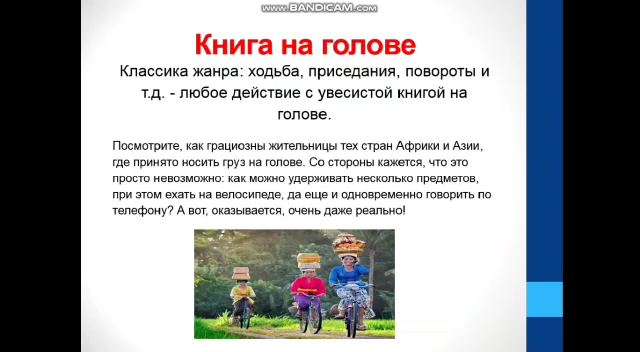 www.BANDICAM.com
Книга на голове
Классика жанра: ходьба, приседания, повороты и
т.д. - любое действие с увесистой книгой на
голове.
Посмотрите, как грациозны жительницы тех стран Африки и Азии,
где принято носить груз на голове. Со стороны кажется, что это
просто невозможно: как можно удерживать несколько предметов,
при этом ехать на велосипеде, да еще и одновременно говорить по
телефону? А вот, оказывается, очень даже реально!